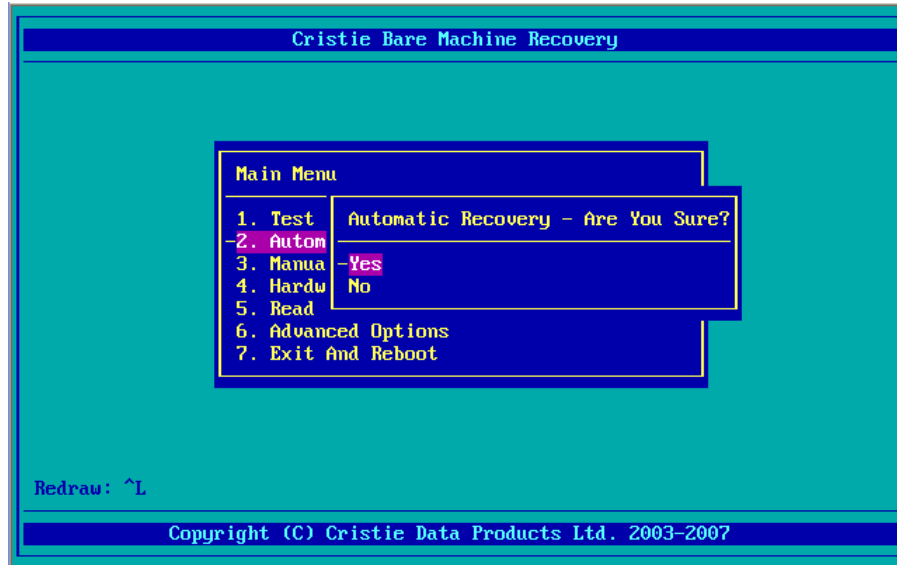 Cristie Bare Machine Recovery
Main Menu
1. Test
-2. Autom
3. Manua
4. Hardw
5. Read
6. Advanced Options
7. Exit And Reboot
Automatic Recovery - Are You Sure?
-Yes
No
Redraw: ^L
Copyright (C) Cristie Data Products Ltd. 2003-2007